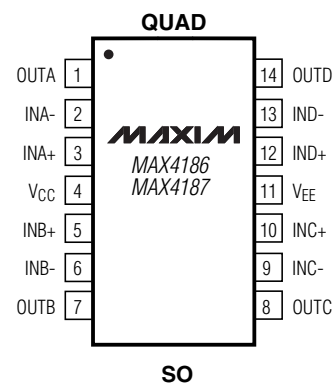 QUAD
OUTA 1 14 OUTD
INA- 2 13 IND-
INA+ 3 MAXIM 12 IND+
VCC 4 MAX4186 11 VEE
MAX4187
INB+ 5 10 INC+
INB- 6 9 INC-
OUTB 7 8 OUTC
SO